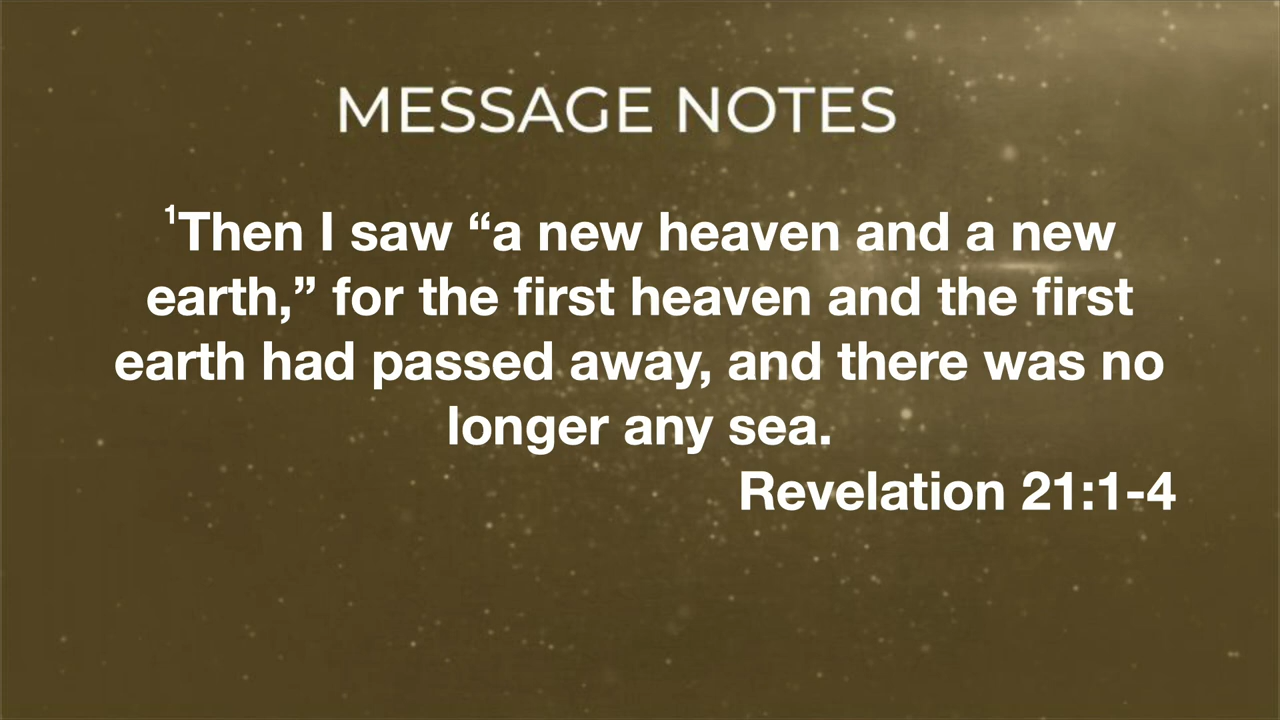 MESSAGE NOTES
¹Then I saw “a new heaven and a new
earth,” for the first heaven and the first
earth had passed away, and there was no
longer any sea.
Revelation 21:1-4